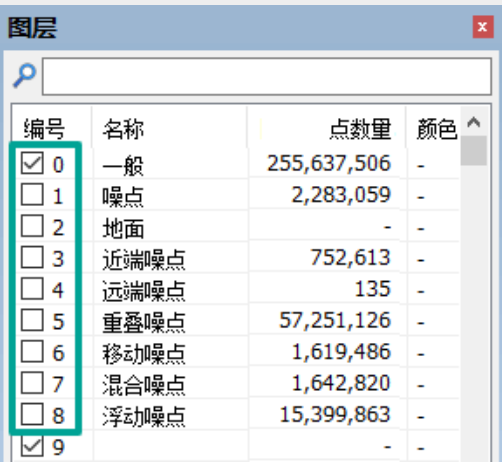 图层
编号 名称 点数量 颜色
0 一般 255,637,506 -
1 噪点 2,283,059 -
2 地面 - -
3 近端噪点 752,613 -
4 远端噪点 135 -
5 重叠噪点 57,251,126 -
6 移动噪点 1,619,486 -
7 混合噪点 1,642,820 -
8 浮动噪点 15,399,863 -
9 - -